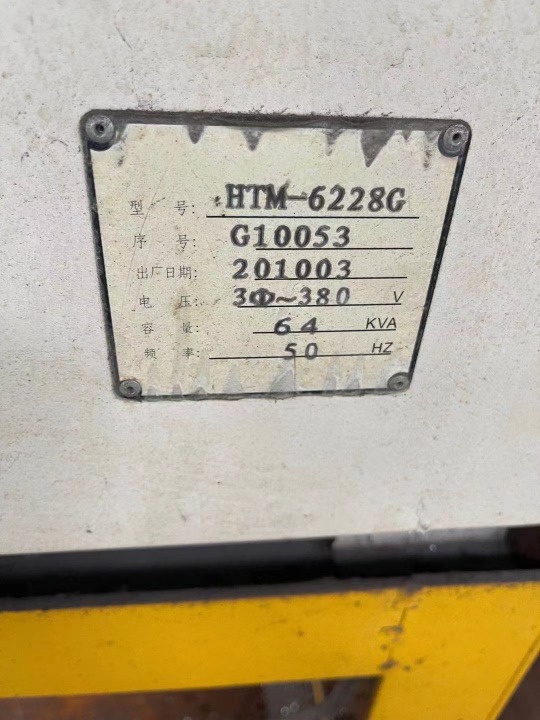 型 号: HTM-6228G
序 号: G10053
出厂日期: 201003
电 压: 3Φ~380 V
容 量: 64 KVA
频 率: 50 HZ